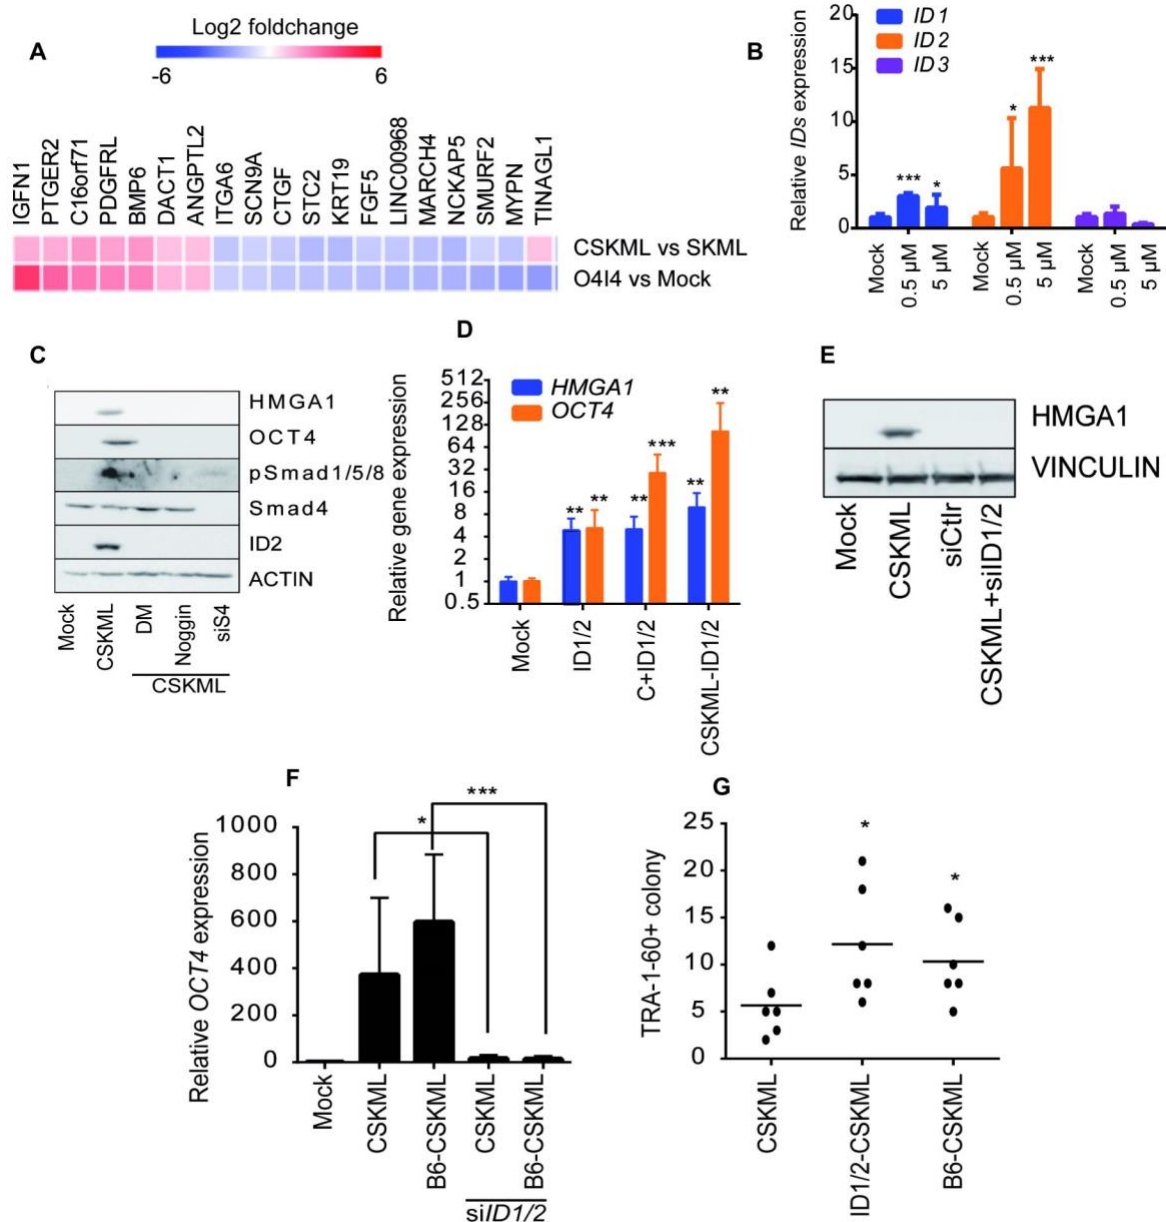 A
Log2 foldchange
-6
6
IGFN1
PTGER2
C16orf71
PDGFRL
BMP6
DACT1
ANGPTL2
ITGA6
SCN9A
CTGF
STC2
KRT19
FGF5
LINC00968
MARCH4
NCKAP5
SMURF2
MYPN
TINAGL1
CSKML vs SKML
O4I4 vs Mock
B
Relative IDs expression
20
15
10
5
0
ID1
ID2
ID3
***
*
*
***
Mock
0.5 µM
5 µM
Mock
0.5 µM
5 µM
Mock
0.5 µM
5 µM
C
HMGA1
OCT4
pSmad1/5/8
Smad4
ID2
ACTIN
Mock
CSKML
DM
Noggin
siS4
CSKML
D
Relative gene expression
512
256
128
64
32
16
8
4
2
1
0.5
HMGA1
OCT4
**
**
**
***
**
**
Mock
ID1/2
C+ID1/2
CSKML-ID1/2
E
HMGA1
VINCULIN
Mock
CSKML
siCtlr
CSKML+siID1/2
F
Relative OCT4 expression
1000
800
600
400
200
0
*
***
Mock
CSKML
B6-CSKML
CSKML
B6-CSKML
siID1/2
G
TRA-1-60+ colony
25
20
15
10
5
0
*
*
CSKML
ID1/2-CSKML
B6-CSKML